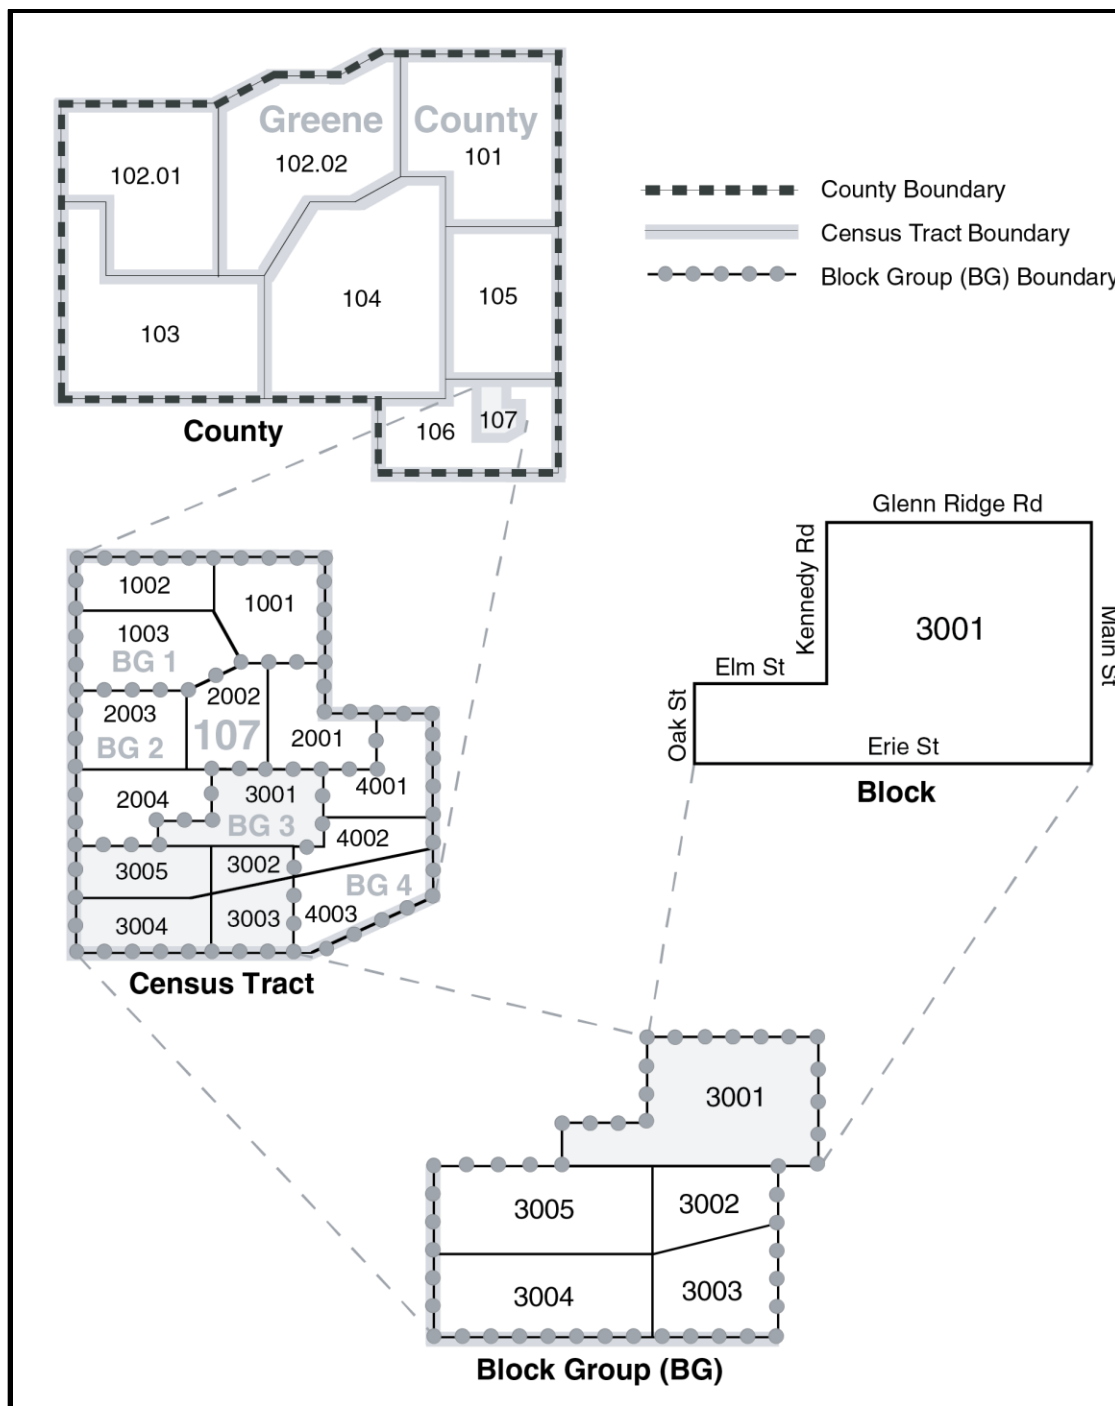 Greene County
102.01
102.02
101
104
105
103
106
107
County
County Boundary
Census Tract Boundary
Block Group (BG) Boundary
1002
1001
1003
BG 1
2003
2002
BG 2
107
2001
2004
3001
4001
BG 3
4002
3005
3002
BG 4
3004
3003
4003
Census Tract
Glenn Ridge Rd
Kennedy Rd
3001
Main St
Elm St
Oak St
Erie St
Block
3001
3005
3002
3004
3003
Block Group (BG)